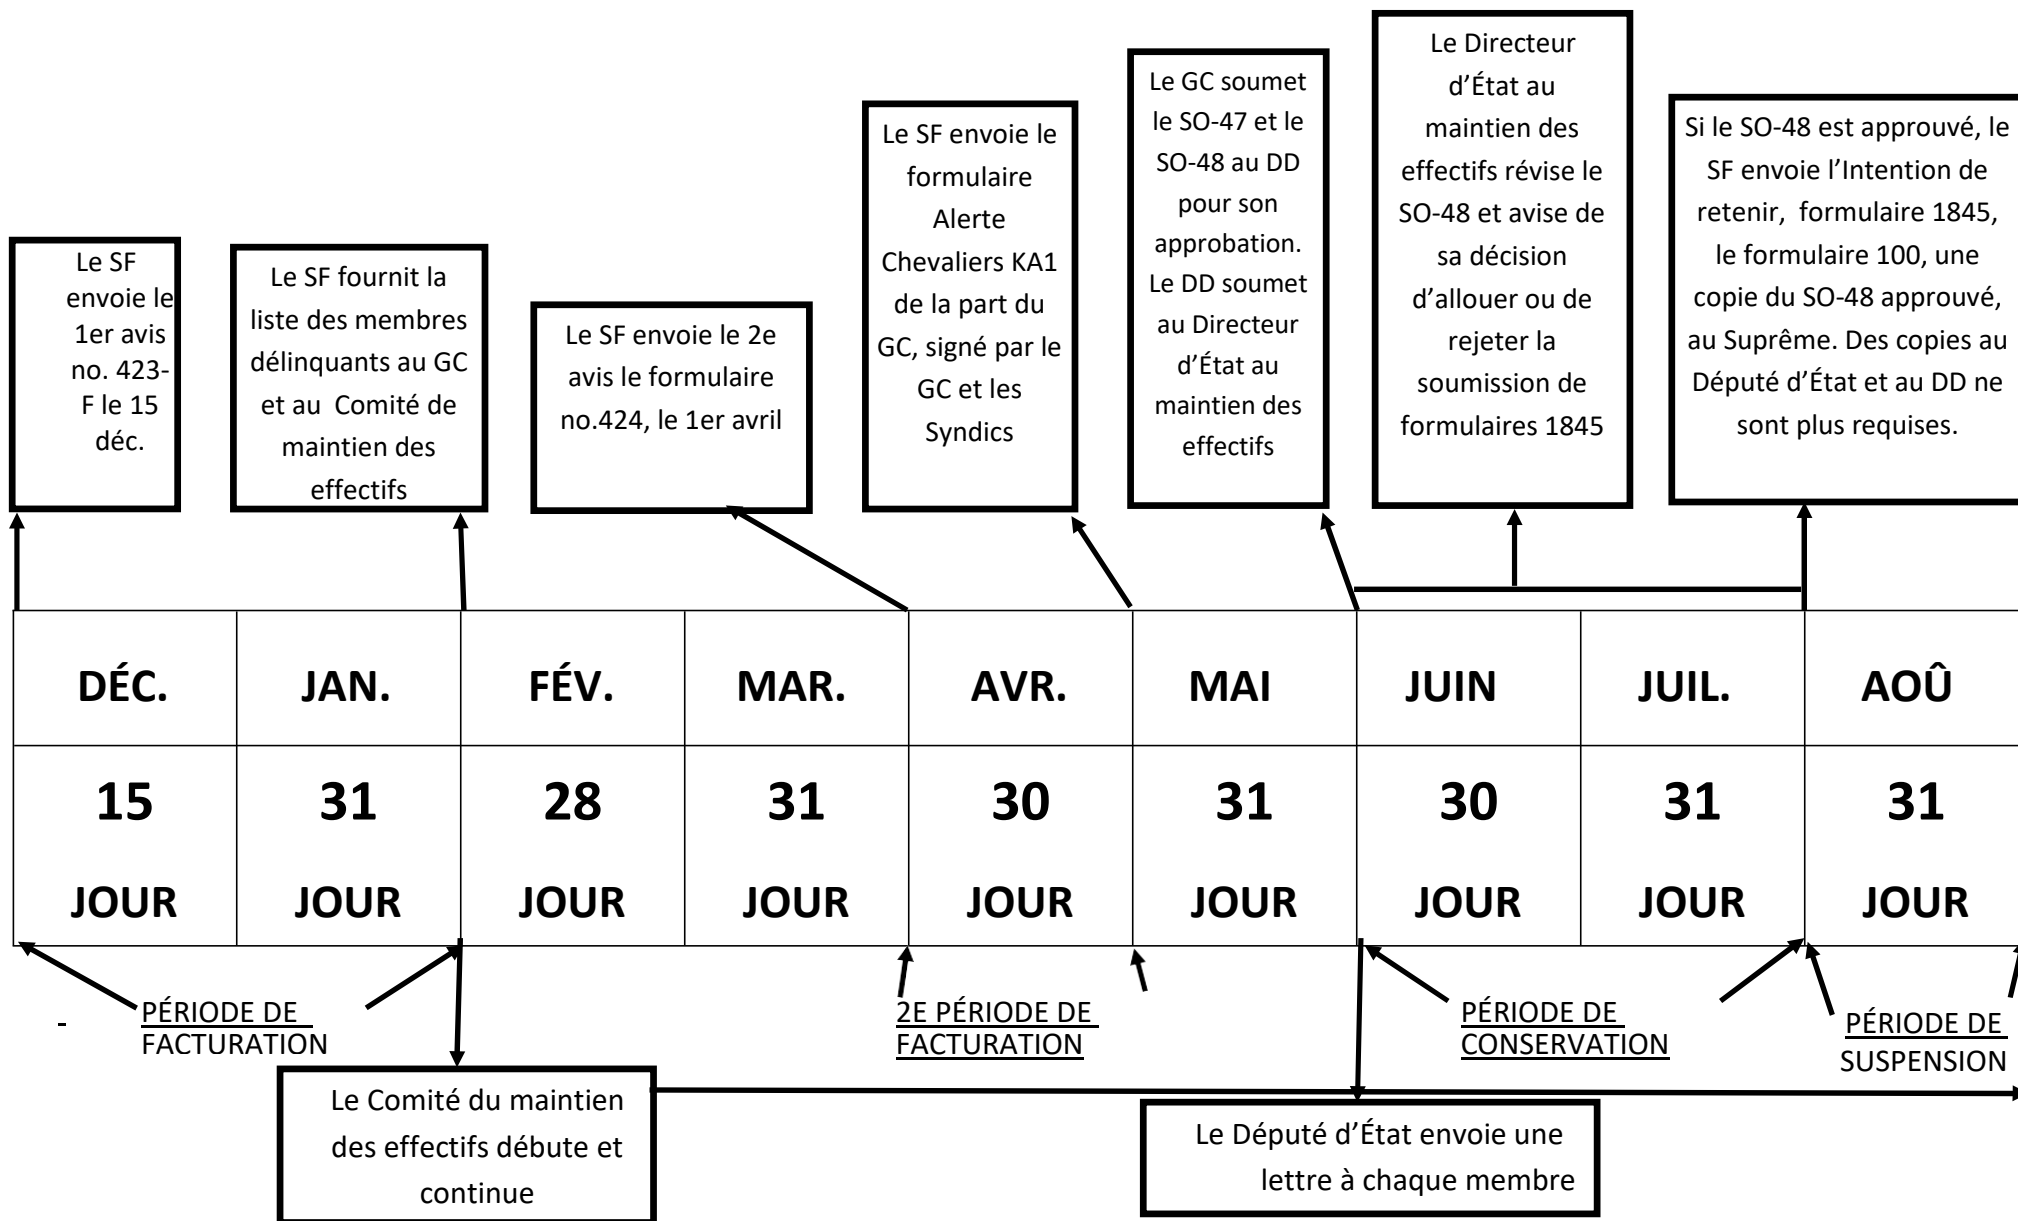 Le SF
envoie le
1er avis
no. 423-
F le 15
déc.
Le SF fournit la
liste des membres
délinquants au GC
et au Comité de
maintien des
effectifs
Le SF envoie le 2e
avis le formulaire
no.424, le 1er avril
Le SF envoie le
formulaire
Alerte
Chevaliers KA1
de la part du
GC, signé par le
GC et les
Syndics
Le GC soumet
le SO-47 et le
SO-48 au DD
pour son
approbation.
Le DD soumet
au Directeur
d’État au
maintien des
effectifs
Le Directeur
d’État au
maintien des
effectifs révise le
SO-48 et avise de
sa décision
d’allouer ou de
rejeter la
soumission de
formulaires 1845
Si le SO-48 est approuvé, le
SF envoie l’Intention de
retenir, formulaire 1845,
le formulaire 100, une
copie du SO-48 approuvé,
au Suprême. Des copies au
Député d’État et au DD ne
sont plus requises.
DÉC. JAN. FÉV. MAR. AVR. MAI JUIN JUIL. AOÛ
15 31 28 31 30 31 30 31 31
JOUR JOUR JOUR JOUR JOUR JOUR JOUR JOUR JOUR
-
PÉRIODE DE
FACTURATION
2E PÉRIODE DE
FACTURATION
PÉRIODE DE
CONSERVATION
PÉRIODE DE
SUSPENSION
Le Comité du maintien
des effectifs débute et
continue
Le Député d’État envoie une
lettre à chaque membre